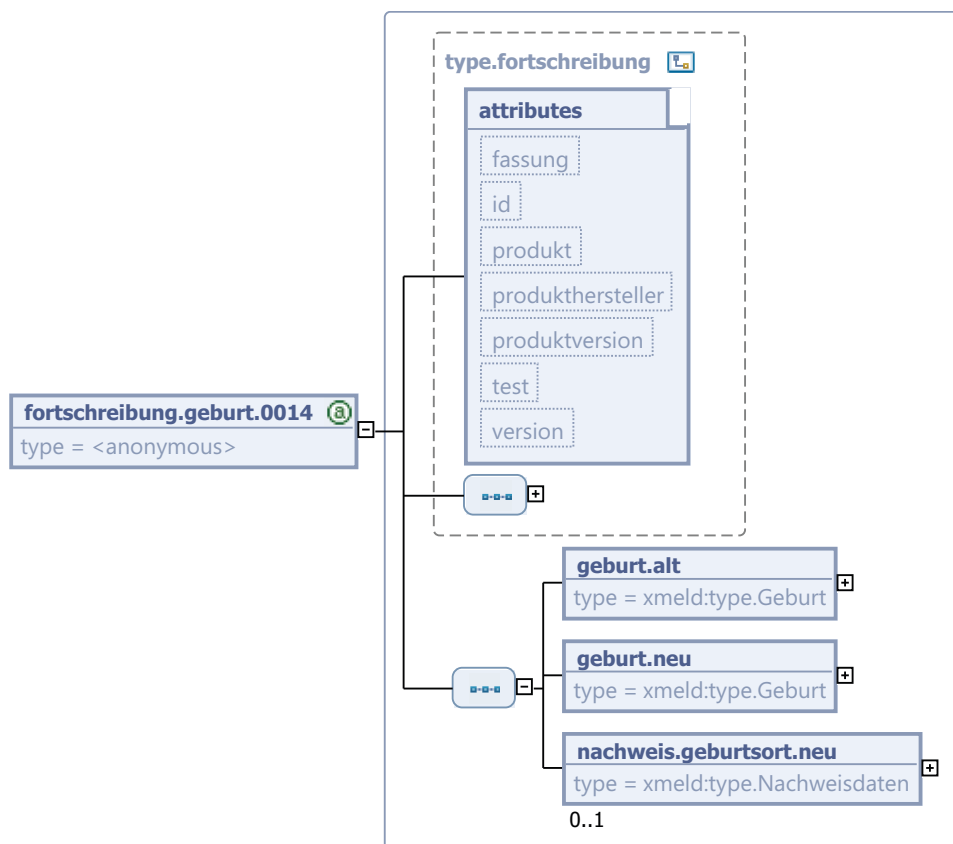 type.fortschreibung
attributes
fassung
id
produkt
produkthersteller
produktversion
test
version
fortschreibung.geburt.0014 a
type = <anonymous>
geburt.alt
type = xmeld:type.Geburt
geburt.neu
type = xmeld:type.Geburt
nachweis.geburtsort.neu
type = xmeld:type.Nachweisdaten
0..1